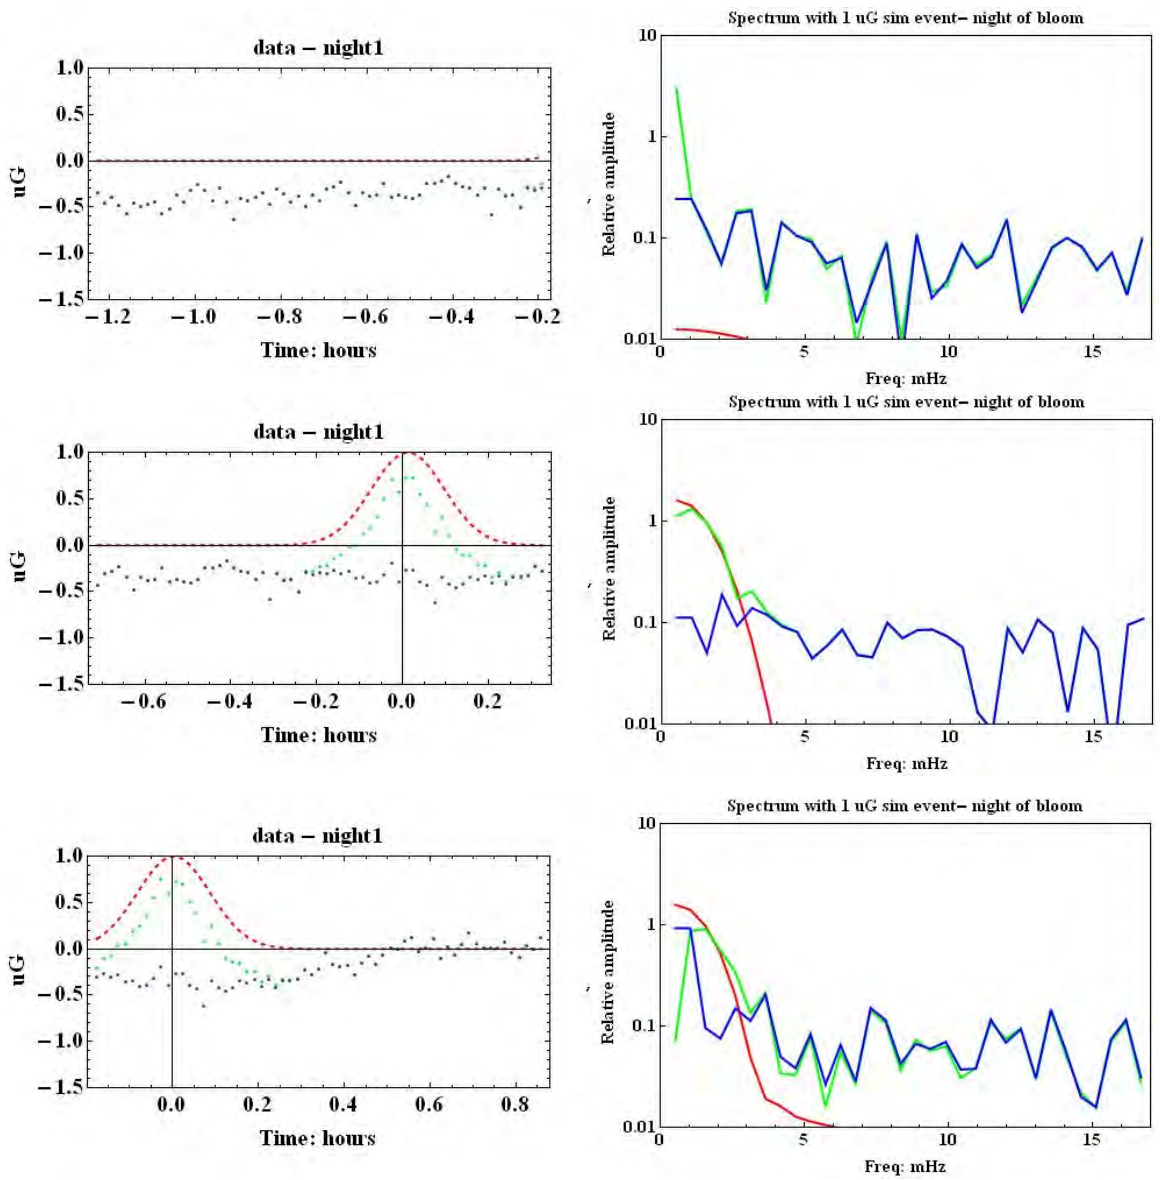 data − night1
1.0
0.5
0.0
−0.5
−1.0
−1.5
uG
−1.2 −1.0 −0.8 −0.6 −0.4 −0.2
Time: hours
Spectrum with 1 uG sim event− night of bloom
10
1
0.1
0.01
Relative amplitude
0 5 10 15
Freq: mHz
data − night1
1.0
0.5
0.0
−0.5
−1.0
−1.5
uG
−0.6 −0.4 −0.2 0.0 0.2
Time: hours
Spectrum with 1 uG sim event− night of bloom
10
1
0.1
0.01
Relative amplitude
0 5 10 15
Freq: mHz
data − night1
1.0
0.5
0.0
−0.5
−1.0
−1.5
uG
0.0 0.2 0.4 0.6 0.8
Time: hours
Spectrum with 1 uG sim event− night of bloom
10
1
0.1
0.01
Relative amplitude
0 5 10 15
Freq: mHz